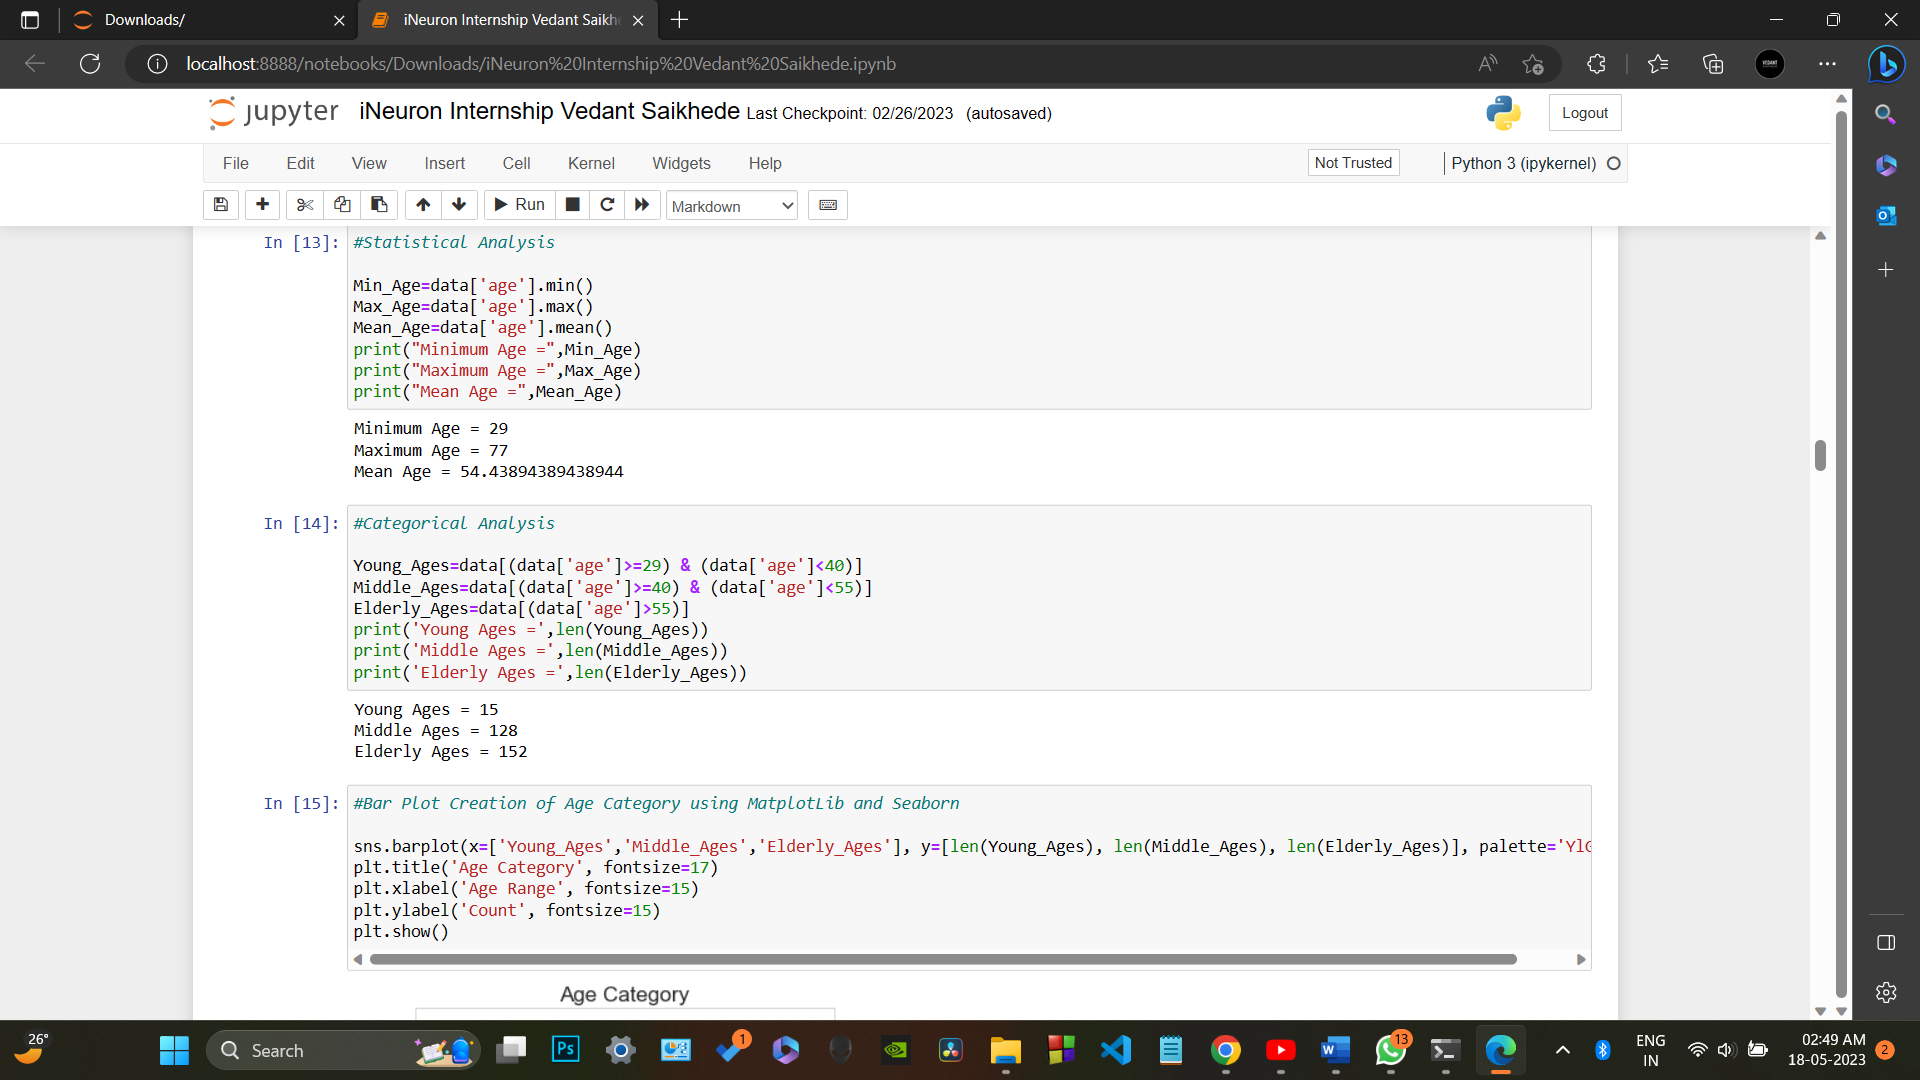 Downloads/
iNeuron Internship Vedant Saikh
localhost:8888/notebooks/Downloads/iNeuron%20Internship%20Vedant%20Saikhede.ipynb
jupyter iNeuron Internship Vedant Saikhede Last Checkpoint: 02/26/2023 (autosaved)
Logout
File Edit View Insert Cell Kernel Widgets Help
Not Trusted
Python 3 (ipykernel)
Run
Markdown
In [13]: #Statistical Analysis
Min_Age=data['age'].min()
Max_Age=data['age'].max()
Mean_Age=data['age'].mean()
print("Minimum Age =",Min_Age)
print("Maximum Age =",Max_Age)
print("Mean Age =",Mean_Age)
Minimum Age = 29
Maximum Age = 77
Mean Age = 54.43894389438944
In [14]: #Categorical Analysis
Young_Ages=data[(data['age']>=29) & (data['age']<40)]
Middle_Ages=data[(data['age']>=40) & (data['age']<55)]
Elderly_Ages=data[(data['age']>55)]
print('Young Ages =',len(Young_Ages))
print('Middle Ages =',len(Middle_Ages))
print('Elderly Ages =',len(Elderly_Ages))
Young Ages = 15
Middle Ages = 128
Elderly Ages = 152
In [15]: #Bar Plot Creation of Age Category using MatplotLib and Seaborn
sns.barplot(x=['Young_Ages','Middle_Ages','Elderly_Ages'], y=[len(Young_Ages), len(Middle_Ages), len(Elderly_Ages)], palette='YlG
plt.title('Age Category', fontsize=17)
plt.xlabel('Age Range', fontsize=15)
plt.ylabel('Count', fontsize=15)
plt.show()
Age Category
26°
Search
Ps
1
13
ENG
IN
02:49 AM
18-05-2023
2